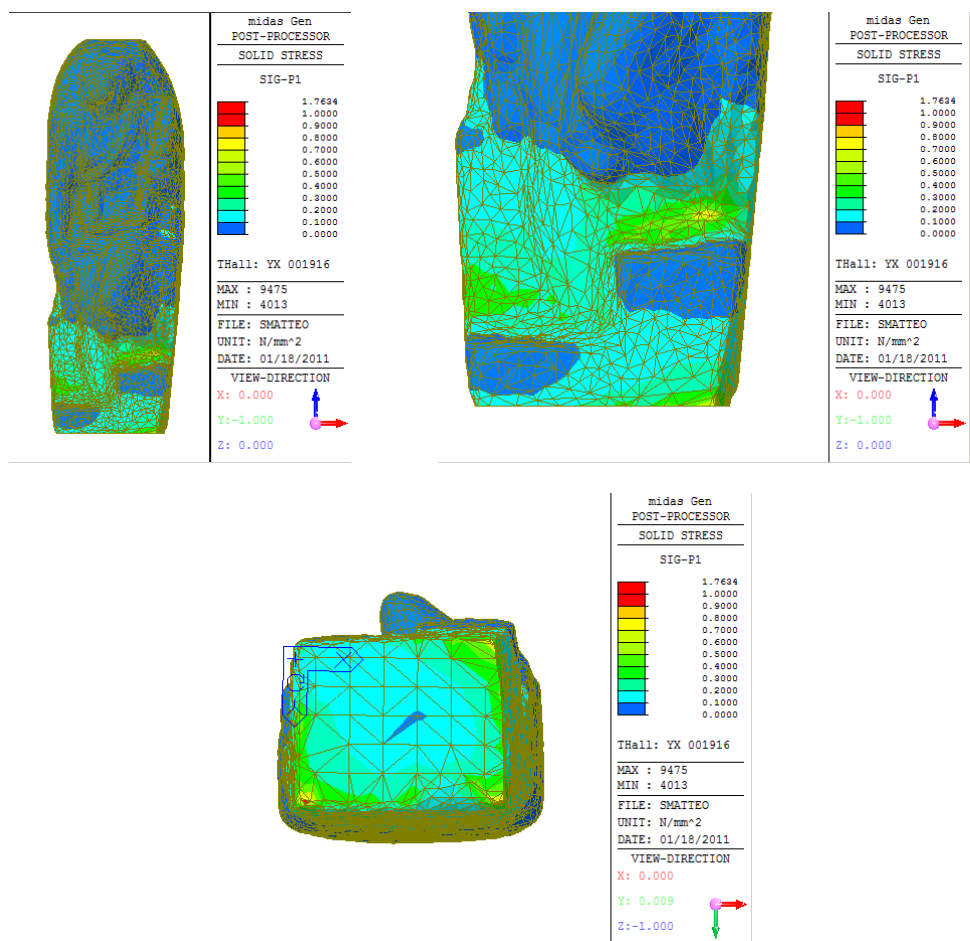 midas Gen
POST-PROCESSOR
SOLID STRESS
SIG-P1
1.7634
1.0000
0.9000
0.8000
0.7000
0.6000
0.5000
0.4000
0.3000
0.2000
0.1000
0.0000
THall: YX 001916
MAX : 9475
MIN : 4013
FILE: SMATTEO
UNIT: N/mm^2
DATE: 01/18/2011
VIEW-DIRECTION
X: 0.000
Y:-1.000
Z: 0.000
midas Gen
POST-PROCESSOR
SOLID STRESS
SIG-P1
1.7634
1.0000
0.9000
0.8000
0.7000
0.6000
0.5000
0.4000
0.3000
0.2000
0.1000
0.0000
THall: YX 001916
MAX : 9475
MIN : 4013
FILE: SMATTEO
UNIT: N/mm^2
DATE: 01/18/2011
VIEW-DIRECTION
X: 0.000
Y:-1.000
Z: 0.000
midas Gen
POST-PROCESSOR
SOLID STRESS
SIG-P1
1.7634
1.0000
0.9000
0.8000
0.7000
0.6000
0.5000
0.4000
0.3000
0.2000
0.1000
0.0000
THall: YX 001916
MAX : 9475
MIN : 4013
FILE: SMATTEO
UNIT: N/mm^2
DATE: 01/18/2011
VIEW-DIRECTION
X: 0.000
Y: 0.009
Z:-1.000